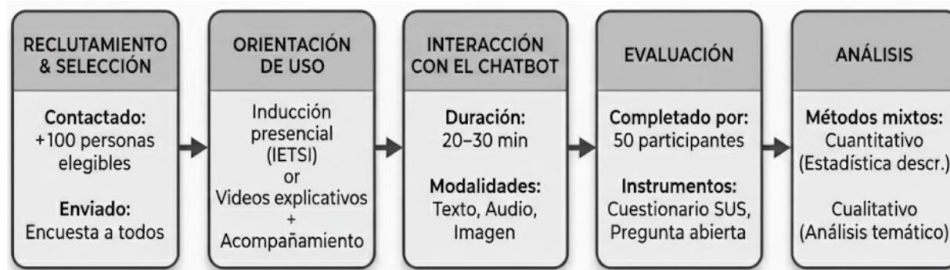 RECLUTAMIENTO
& SELECCIÓN
Contactado:
+100 personas
elegibles
Enviado:
Encuesta a todos
ORIENTACIÓN
DE USO
Inducción
presencial
(IETSI)
or
Videos explicativos
+
Acompañamiento
INTERACCIÓN
CON EL CHATBOT
Duración:
20–30 min
Modalidades:
Texto, Audio,
Imagen
EVALUACIÓN
Completado por:
50 participantes
Instrumentos:
Cuestionario SUS,
Pregunta abierta
ANÁLISIS
Métodos mixtos:
Cuantitativo
(Estadística descr.)
Cualitativo
(Análisis temático)